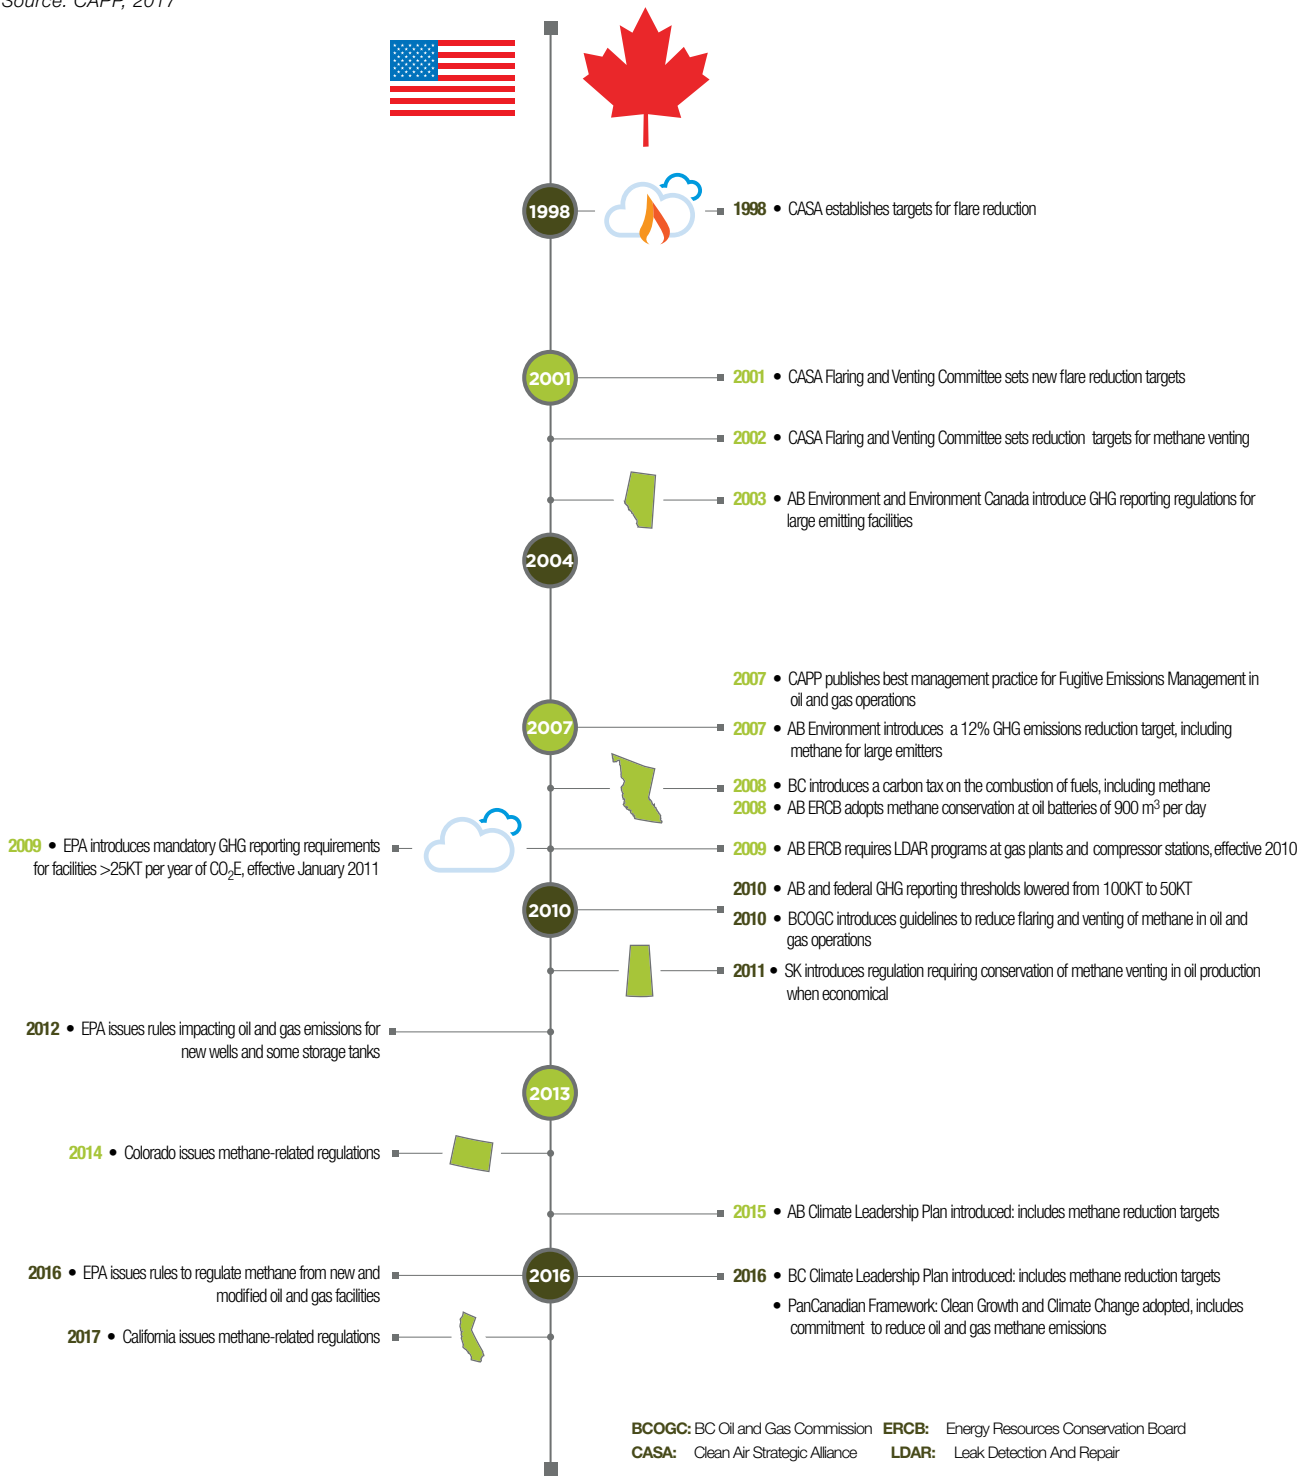 Source: CAPP, 2017
1998
1998 • CASA establishes targets for flare reduction
2001
2001 • CASA Flaring and Venting Committee sets new flare reduction targets
2002 • CASA Flaring and Venting Committee sets reduction targets for methane venting
2003 • AB Environment and Environment Canada introduce GHG reporting regulations for
large emitting facilities
2004
2007 • CAPP publishes best management practice for Fugitive Emissions Management in
oil and gas operations
2007
2007 • AB Environment introduces a 12% GHG emissions reduction target, including
methane for large emitters
2008 • BC introduces a carbon tax on the combustion of fuels, including methane
2008 • AB ERCB adopts methane conservation at oil batteries of 900 m³ per day
2009 • EPA introduces mandatory GHG reporting requirements
for facilities >25KT per year of CO₂E, effective January 2011
2009 • AB ERCB requires LDAR programs at gas plants and compressor stations, effective 2010
2010 • AB and federal GHG reporting thresholds lowered from 100KT to 50KT
2010
2010 • BCOGC introduces guidelines to reduce flaring and venting of methane in oil and
gas operations
2011 • SK introduces regulation requiring conservation of methane venting in oil production
when economical
2012 • EPA issues rules impacting oil and gas emissions for
new wells and some storage tanks
2013
2014 • Colorado issues methane-related regulations
2015 • AB Climate Leadership Plan introduced: includes methane reduction targets
2016 • EPA issues rules to regulate methane from new and
modified oil and gas facilities
2016
2016 • BC Climate Leadership Plan introduced: includes methane reduction targets
• PanCanadian Framework: Clean Growth and Climate Change adopted, includes
commitment to reduce oil and gas methane emissions
2017 • California issues methane-related regulations
BCOGC: BC Oil and Gas Commission ERCB: Energy Resources Conservation Board
CASA: Clean Air Strategic Alliance LDAR: Leak Detection And Repair